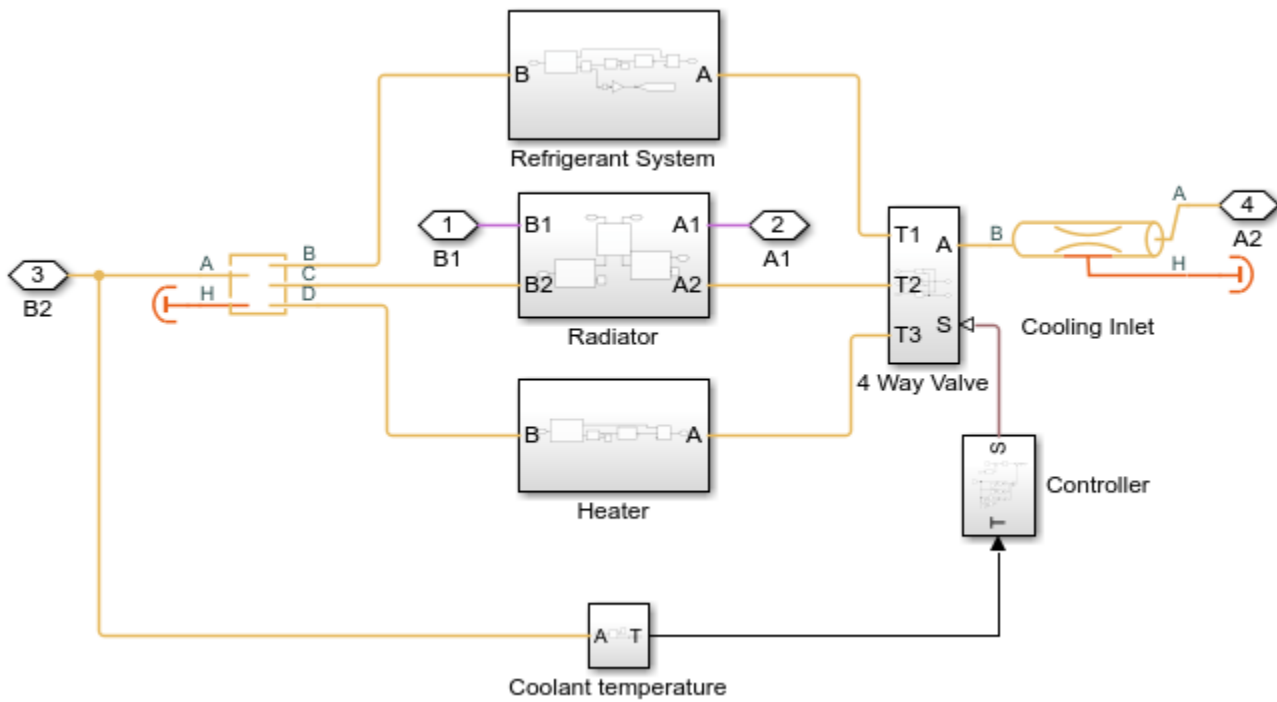 B
A
Refrigerant System
1
B1
B1
A1
2
A1
B2
A2
Radiator
3
B2
A
H
B
C
D
T1
T2
T3
A
S
4 Way Valve
B
A
H
4
A2
Cooling Inlet
B
A
Heater
S
T
Controller
A
T
Coolant temperature